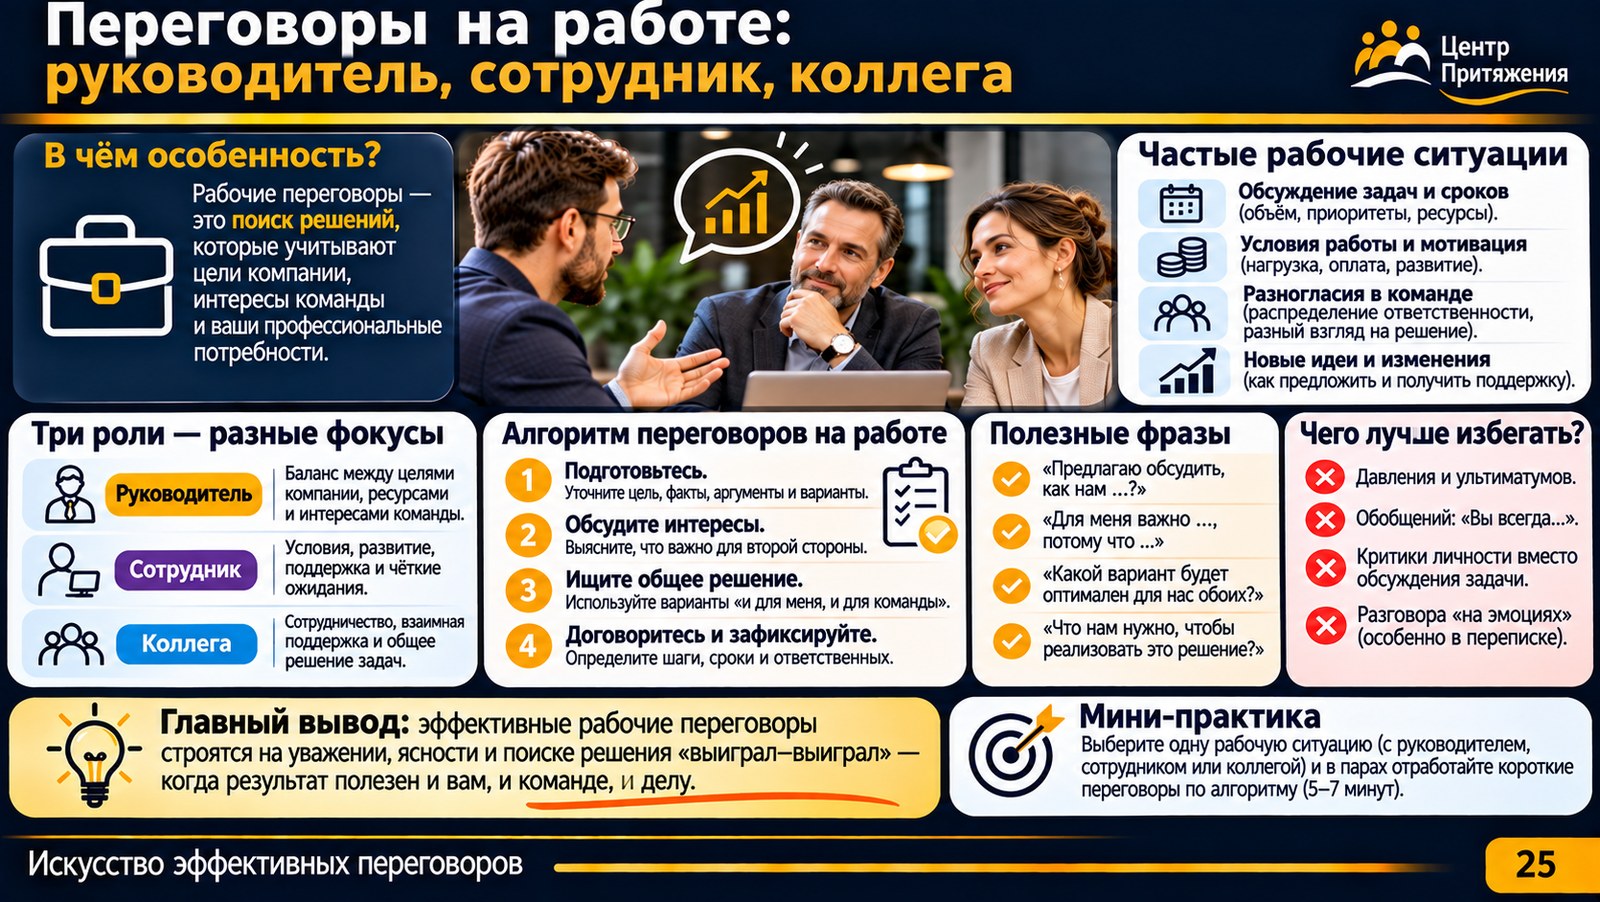 Переговоры на работе:
руководитель, сотрудник, коллега
Центр
Притяжения
В чём особенность?
Рабочие переговоры —
это поиск решений,
которые учитывают
цели компании,
интересы команды
и ваши профессиональные
потребности.
Частые рабочие ситуации
Обсуждение задач и сроков
(объём, приоритеты, ресурсы).
Условия работы и мотивация
(нагрузка, оплата, развитие).
Разногласия в команде
(распределение ответственности,
разный взгляд на решение).
Новые идеи и изменения
(как предложить и получить поддержку).
Три роли — разные фокусы
Руководитель
Баланс между целями
компании, ресурсами
и интересами команды.
Сотрудник
Условия, развитие,
поддержка и чёткие
ожидания.
Коллега
Сотрудничество, взаимная
поддержка и общее
решение задач.
Алгоритм переговоров на работе
1 Подготовьтесь.
Уточните цель, факты, аргументы и варианты.
2 Обсудите интересы.
Выясните, что важно для второй стороны.
3 Ищите общее решение.
Используйте варианты «и для меня, и для команды».
4 Договоритесь и зафиксируйте.
Определите шаги, сроки и ответственных.
Полезные фразы
«Предлагаю обсудить,
как нам ...?»
«Для меня важно ...,
потому что ...»
«Какой вариант будет
оптимален для нас обоих?»
«Что нам нужно, чтобы
реализовать это решение?»
Чего лучше избегать?
Давления и ультиматумов.
Обобщений: «Вы всегда...».
Критики личности вместо
обсуждения задачи.
Разговора «на эмоциях»
(особенно в переписке).
Главный вывод: эффективные рабочие переговоры
строятся на уважении, ясности и поиске решения «выиграл–выиграл» —
когда результат полезен и вам, и команде, и делу.
Мини-практика
Выберите одну рабочую ситуацию (с руководителем,
сотрудником или коллегой) и в парах отработайте короткие
переговоры по алгоритму (5–7 минут).
Искусство эффективных переговоров
25